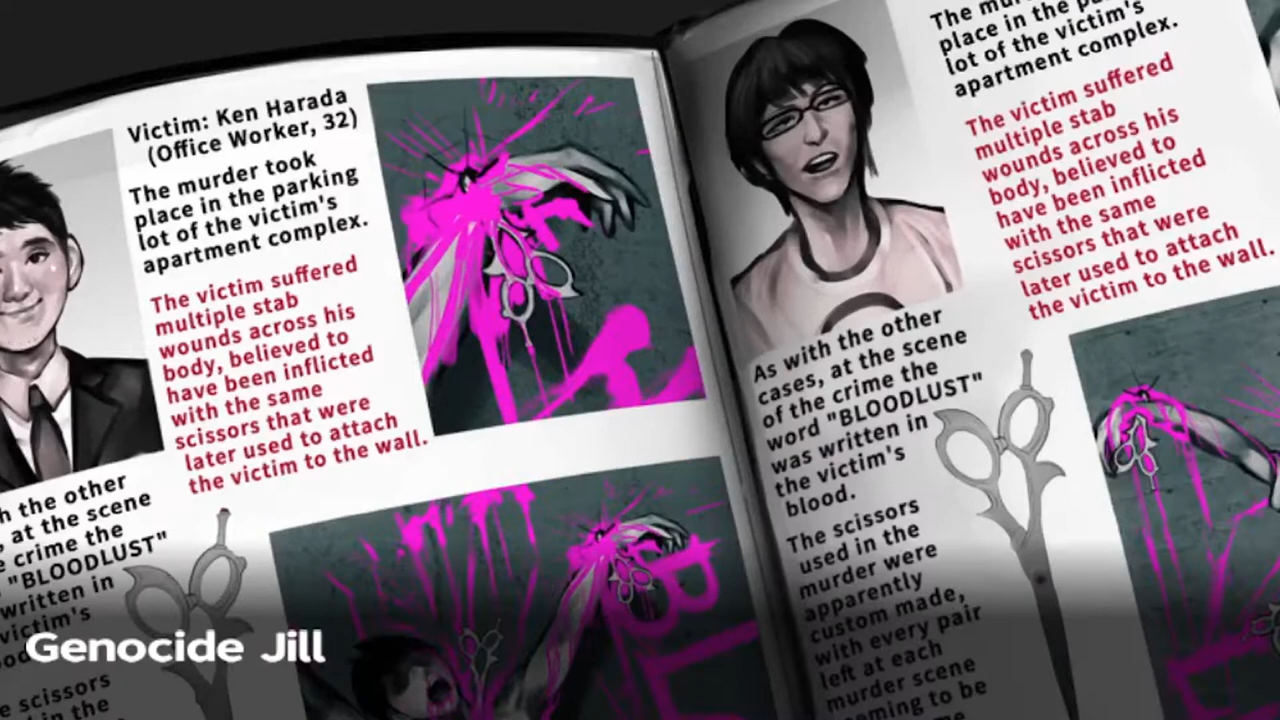 Victim: Ken Harada
(Office Worker, 32)
The murder took
place in the parking
lot of the victim's
apartment complex.
The victim suffered
multiple stab
wounds across his
body, believed to
have been inflicted
with the same
scissors that were
later used to attach
the victim to the wall.
the other
at the scene
crime the
"BLOODLUST"
written in
victim's
scissors
in the
BL
The
place in the
lot of the victim's
apartment complex.
The victim suffered
multiple stab
wounds across his
body, believed to
have been inflicted
with the same
scissors that were
later used to attach
the victim to the wall.
As with the other
cases, at the scene
of the crime the
word "BLOODLUST"
was written in
the victim's
blood.
The scissors
used in the
murder were
apparently
custom made,
with every pair
left at each
murder scene
to be
Genocide Jill